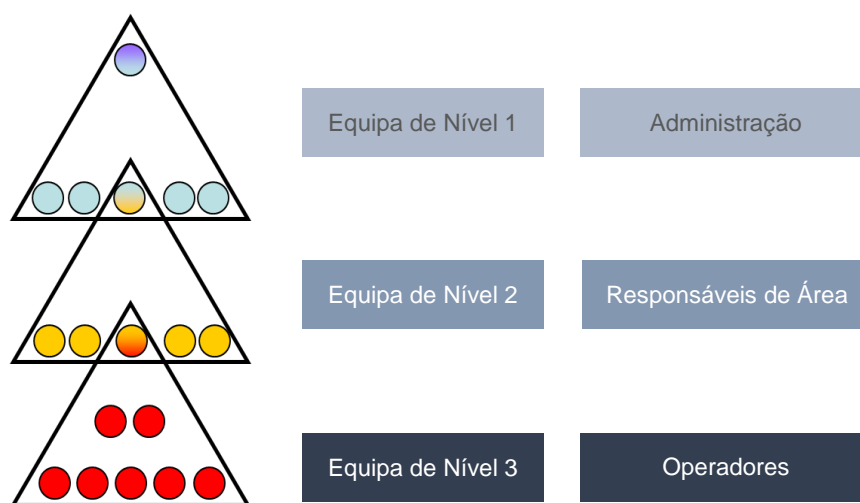 Equipa de Nível 1
Administração
Equipa de Nível 2
Responsáveis de Área
Equipa de Nível 3
Operadores